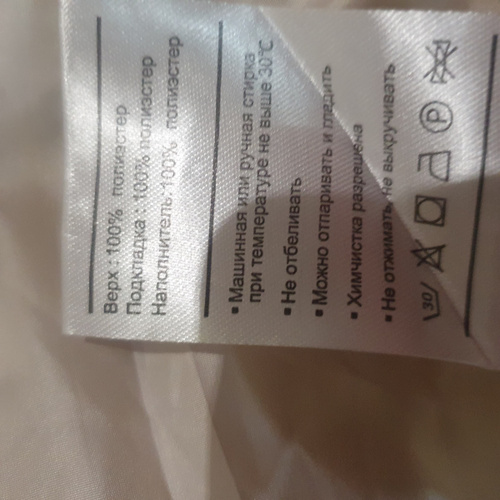 Верх : 100% полиэстер
Подкладка : 100% полиэстер
Наполнитель: 100% полиэстер
▪ Машинная или ручная стирка
при температуре не выше 30°C
▪ Не отбеливать
▪ Можно отпаривать и гладить
▪ Химчистка разрешена
▪ Не отжимать, не выкручивать
30 P